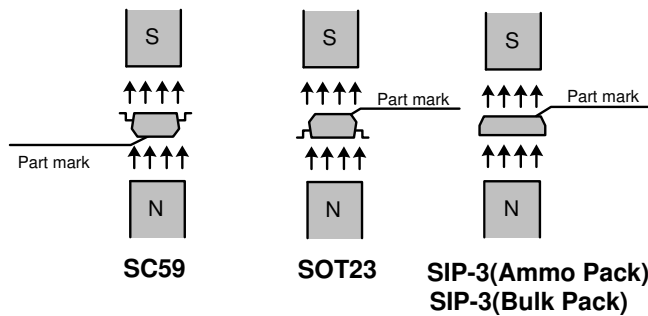 S
S
S
Part mark
Part mark
Part mark
N
N
N
SC59
SOT23
SIP-3(Ammo Pack)
SIP-3(Bulk Pack)